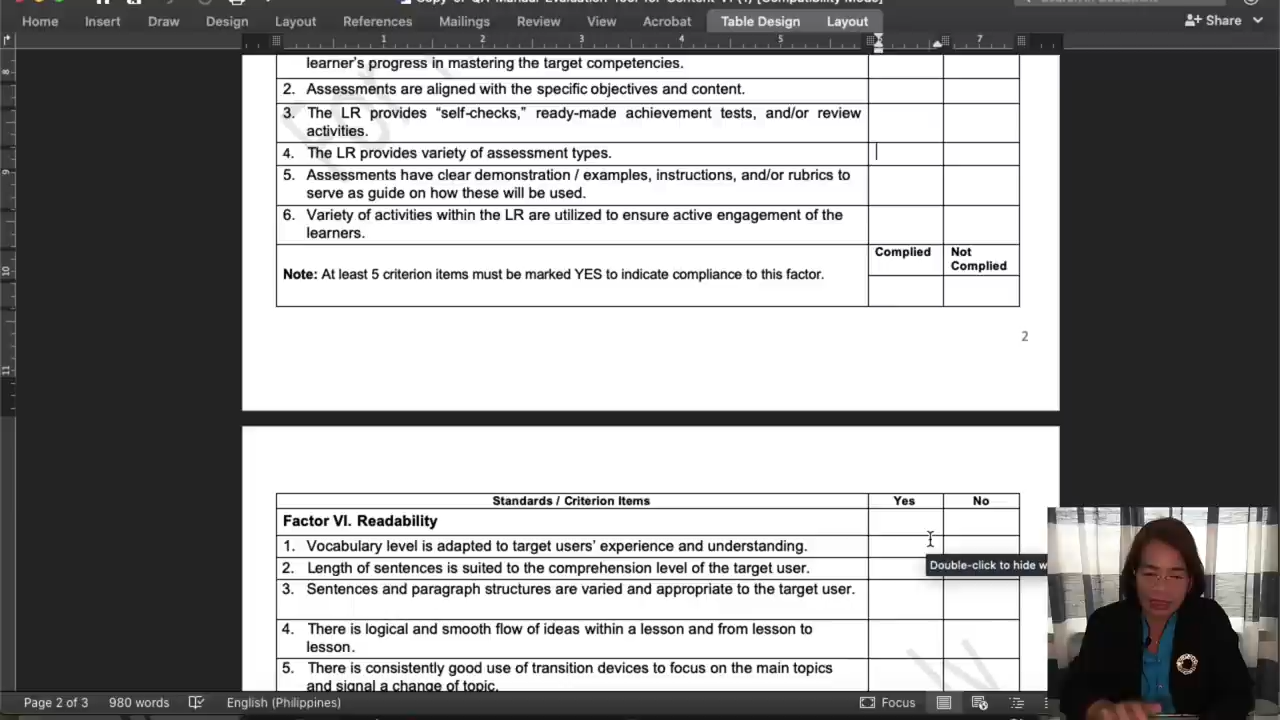 Home Insert Draw Design Layout References Mailings Review View Acrobat Table Design Layout Share
1 2 3 4 5 7
learner's progress in mastering the target competencies.
2. Assessments are aligned with the specific objectives and content.
3. The LR provides “self-checks,” ready-made achievement tests, and/or review
activities.
4. The LR provides variety of assessment types.
5. Assessments have clear demonstration / examples, instructions, and/or rubrics to
serve as guide on how these will be used.
6. Variety of activities within the LR are utilized to ensure active engagement of the
learners.
Complied Not
Complied
Note: At least 5 criterion items must be marked YES to indicate compliance to this factor.
2
Standards / Criterion Items Yes No
Factor VI. Readability
1. Vocabulary level is adapted to target users' experience and understanding.
Double-click to hide w
2. Length of sentences is suited to the comprehension level of the target user.
3. Sentences and paragraph structures are varied and appropriate to the target user.
4. There is logical and smooth flow of ideas within a lesson and from lesson to
lesson.
5. There is consistently good use of transition devices to focus on the main topics
and signal a change of topic.
Page 2 of 3 980 words English (Philippines) Focus